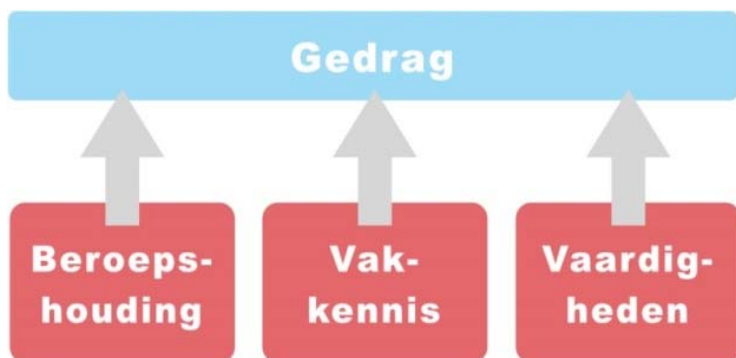 Gedrag
Beroeps-
houding
Vak-
kennis
Vaardig-
heden